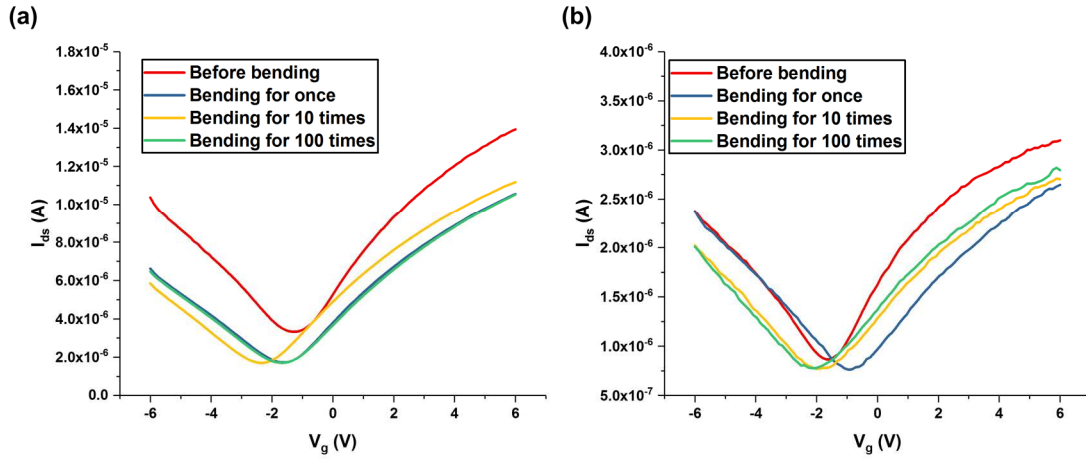 (a)
1.8x10-5
1.6x10-5
1.4x10-5
1.2x10-5
1.0x10-5
8.0x10-6
6.0x10-6
4.0x10-6
2.0x10-6
0.0
Ids (A)
Before bending
Bending for once
Bending for 10 times
Bending for 100 times
-6 -4 -2 0 2 4 6
Vg (V)
(b)
4.0x10-6
3.5x10-6
3.0x10-6
2.5x10-6
2.0x10-6
1.5x10-6
1.0x10-6
5.0x10-7
Ids (A)
Before bending
Bending for once
Bending for 10 times
Bending for 100 times
-6 -4 -2 0 2 4 6
Vg (V)